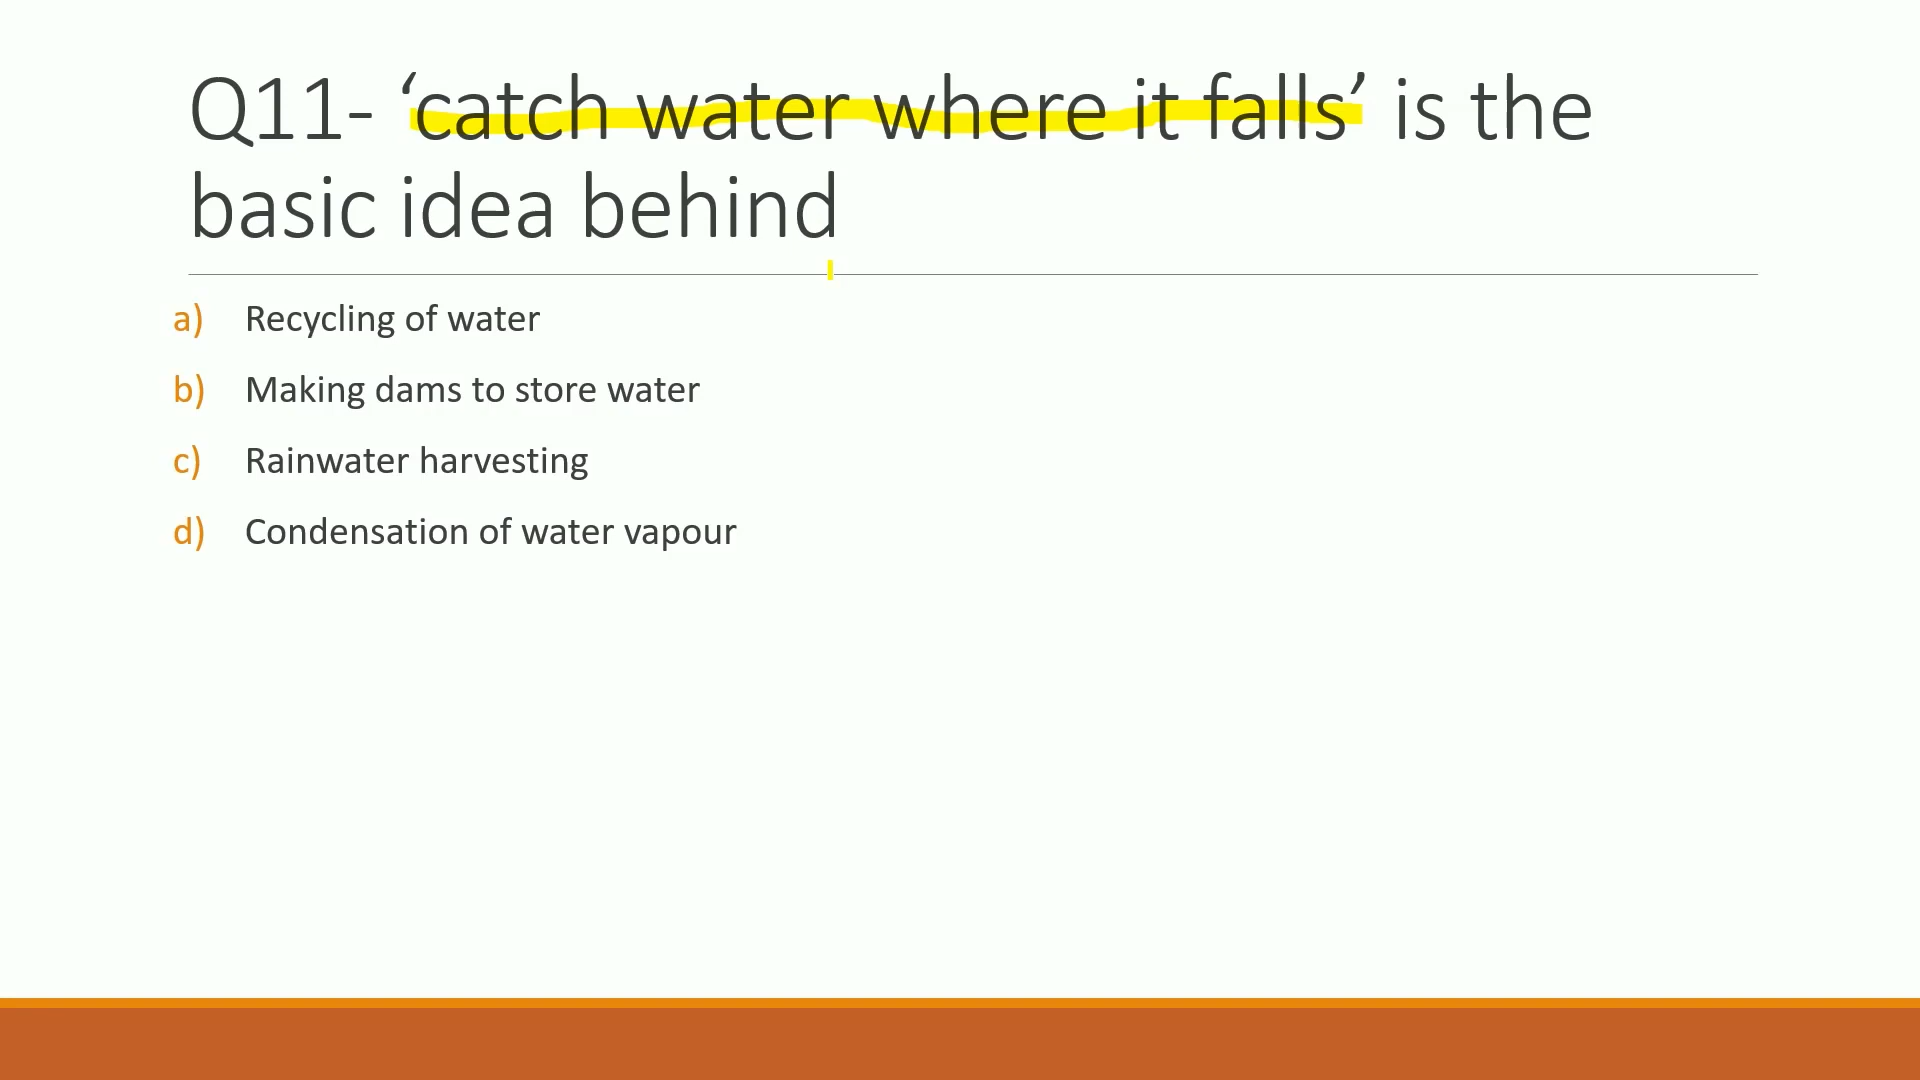 Q11- ‘catch water where it falls’ is the
basic idea behind
a) Recycling of water
b) Making dams to store water
c) Rainwater harvesting
d) Condensation of water vapour